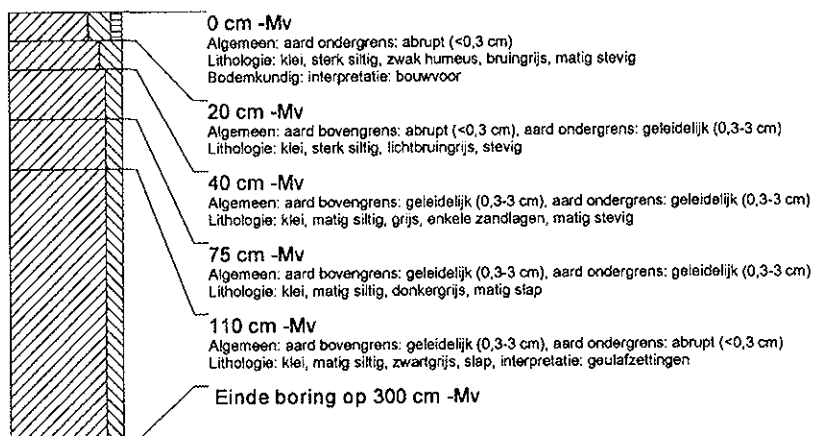 0 cm -Mv
Algemeen: aard ondergrens: abrupt (<0,3 cm)
Lithologie: klei, sterk siltig, zwak humeus, bruingrijs, matig stevig
Bodemkundig: interpretatie: bouwvoor
20 cm -Mv
Algemeen: aard bovengrens: abrupt (<0,3 cm), aard ondergrens: geleidelijk (0,3-3 cm)
Lithologie: klei, sterk siltig, lichtbruingrijs, stevig
40 cm -Mv
Algemeen: aard bovengrens: geleidelijk (0,3-3 cm), aard ondergrens: geleidelijk (0,3-3 cm)
Lithologie: klei, matig siltig, grijs, enkele zandlagen, matig stevig
75 cm -Mv
Algemeen: aard bovengrens: geleidelijk (0,3-3 cm), aard ondergrens: geleidelijk (0,3-3 cm)
Lithologie: klei, matig siltig, donkergrijs, matig slap
110 cm -Mv
Algemeen: aard bovengrens: geleidelijk (0,3-3 cm), aard ondergrens: abrupt (<0,3 cm)
Lithologie: klei, matig siltig, zwartgrijs, slap, interpretatie: geulafzettingen
Einde boring op 300 cm -Mv